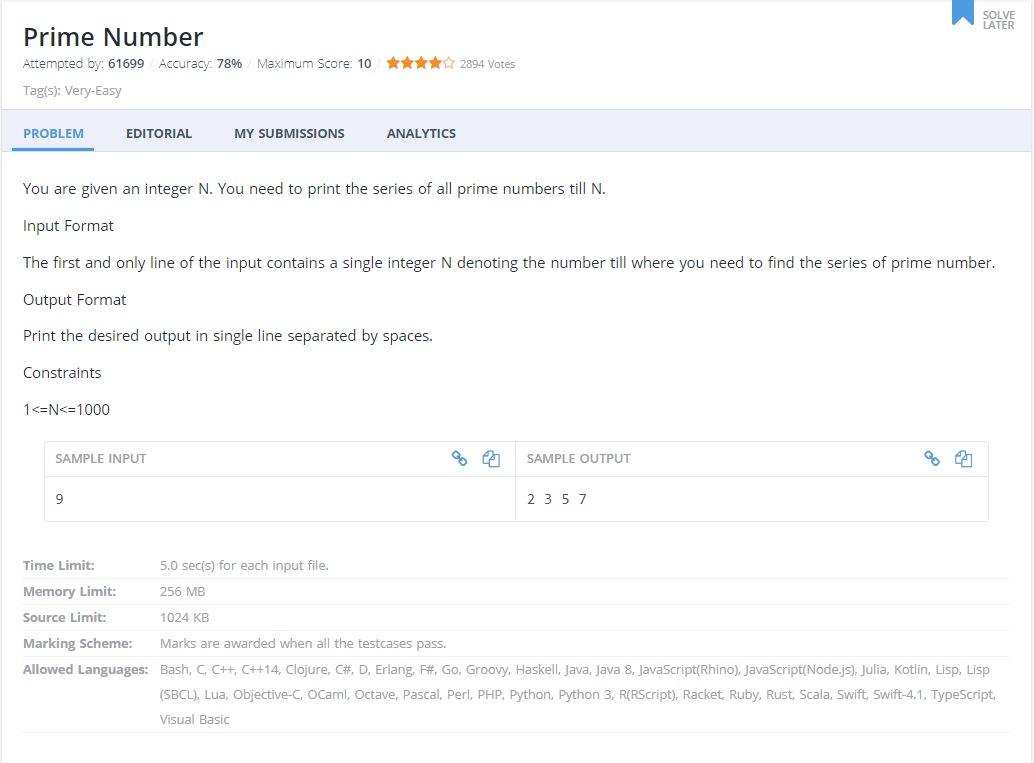 SOLVE
LATER
Prime Number
Attempted by: 61699 / Accuracy: 78% / Maximum Score: 10 / 2894 Votes
Tag(s): Very-Easy
PROBLEM EDITORIAL MY SUBMISSIONS ANALYTICS
You are given an integer N. You need to print the series of all prime numbers till N.
Input Format
The first and only line of the input contains a single integer N denoting the number till where you need to find the series of prime number.
Output Format
Print the desired output in single line separated by spaces.
Constraints
1<=N<=1000
SAMPLE INPUT SAMPLE OUTPUT
9 2 3 5 7
Time Limit: 5.0 sec(s) for each input file.
Memory Limit: 256 MB
Source Limit: 1024 KB
Marking Scheme: Marks are awarded when all the testcases pass.
Allowed Languages: Bash, C, C++, C++14, Clojure, C#, D, Erlang, F#, Go, Groovy, Haskell, Java, Java 8, JavaScript(Rhino), JavaScript(Node.js), Julia, Kotlin, Lisp, Lisp
(SBCL), Lua, Objective-C, OCaml, Octave, Pascal, Perl, PHP, Python, Python 3, R(RScript), Racket, Ruby, Rust, Scala, Swift, Swift-4.1, TypeScript,
Visual Basic